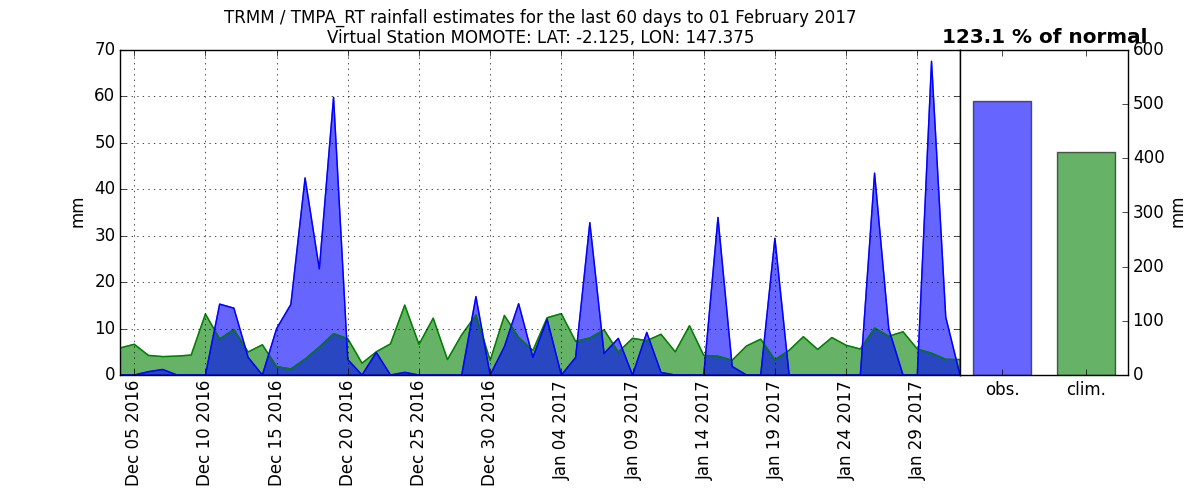 TRMM / TMPA_RT rainfall estimates for the last 60 days to 01 February 2017
Virtual Station MOMOTE: LAT: -2.125, LON: 147.375
123.1 % of normal
70
60
50
40
30
20
10
0
mm
600
500
400
300
200
100
0
mm
Dec 05 2016
Dec 10 2016
Dec 15 2016
Dec 20 2016
Dec 25 2016
Dec 30 2016
Jan 04 2017
Jan 09 2017
Jan 14 2017
Jan 19 2017
Jan 24 2017
Jan 29 2017
obs.
clim.